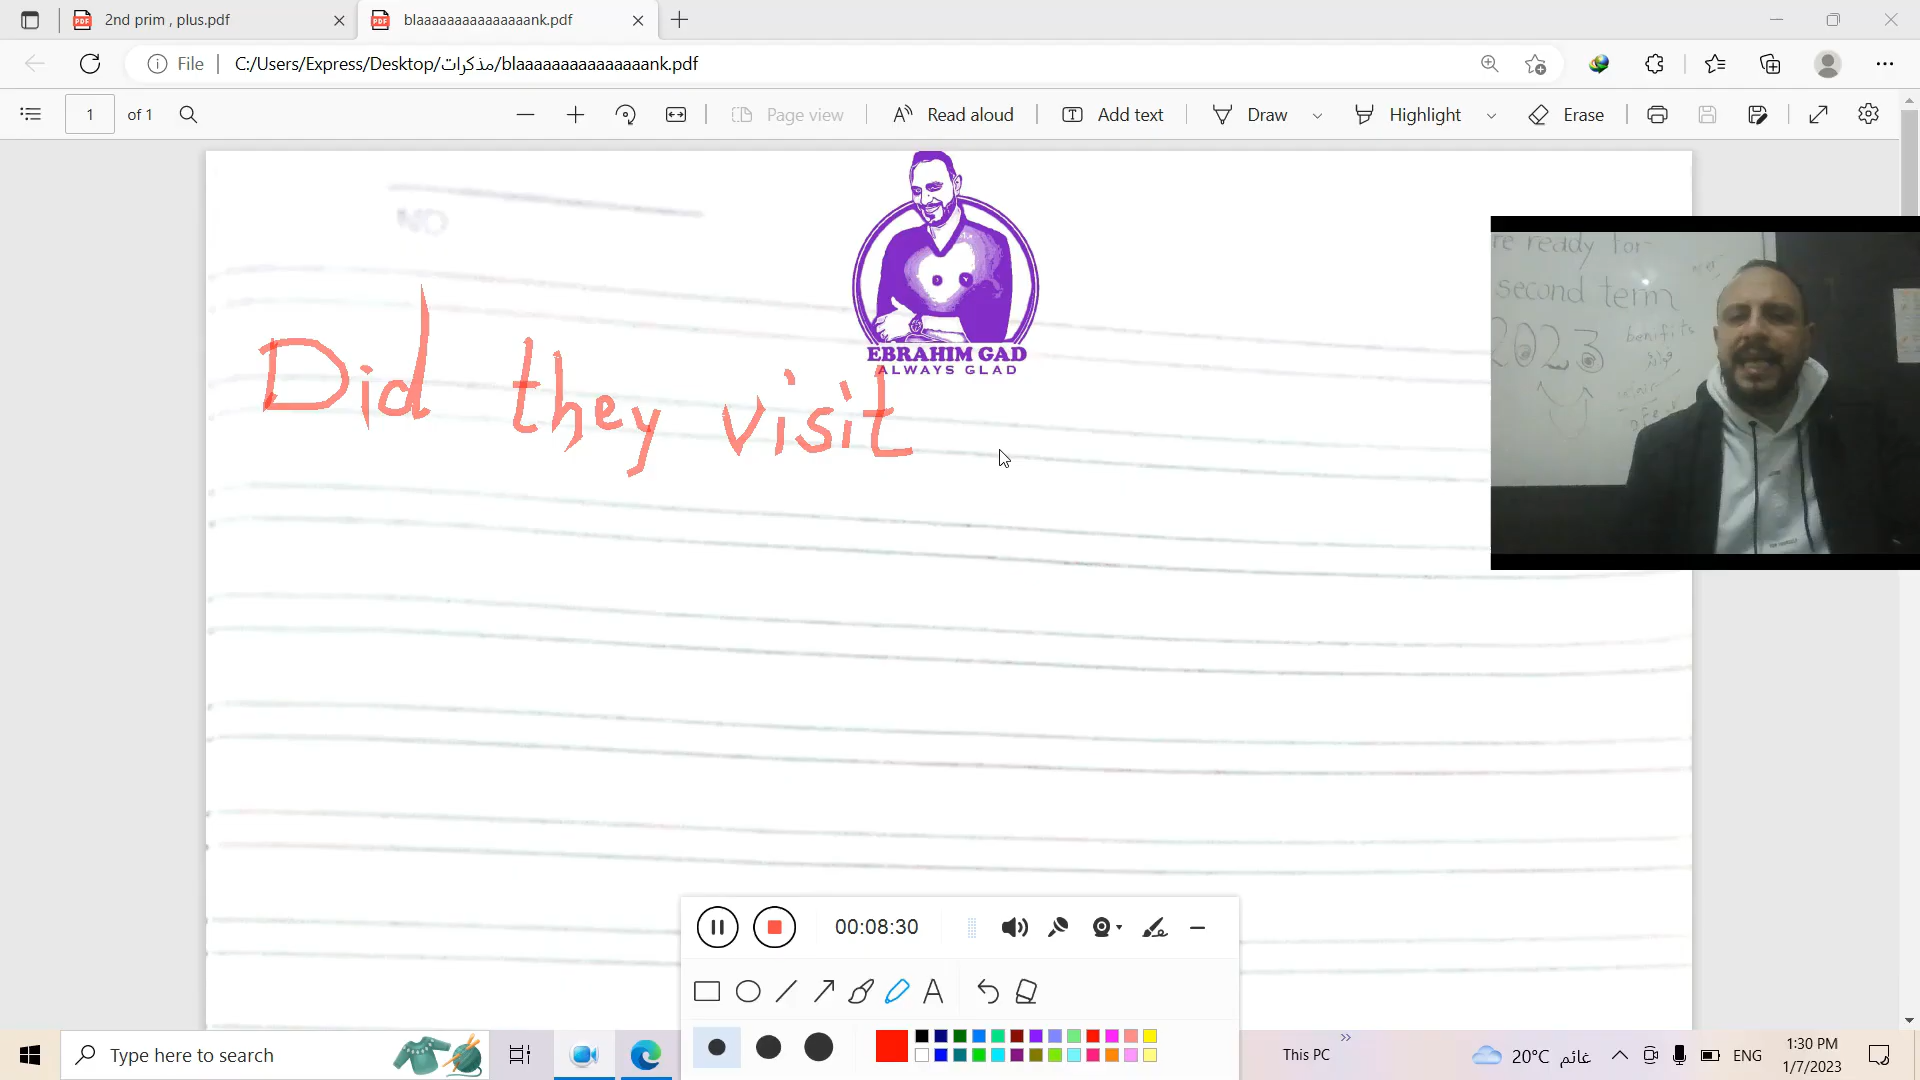 2nd prim , plus.pdf
blaaaaaaaaaaaaaaank.pdf
File
C:/Users/Express/Desktop/مذكرات/blaaaaaaaaaaaaaaank.pdf
1 of 1
Page view
Read aloud
Add text
Draw
Highlight
Erase
NO
EBRAHIM GAD
ALWAYS GLAD
Did they visit
re ready for
second term
2023
benifits
00:08:30
A
Type here to search
This PC
20°C غائم
ENG
1:30 PM
1/7/2023